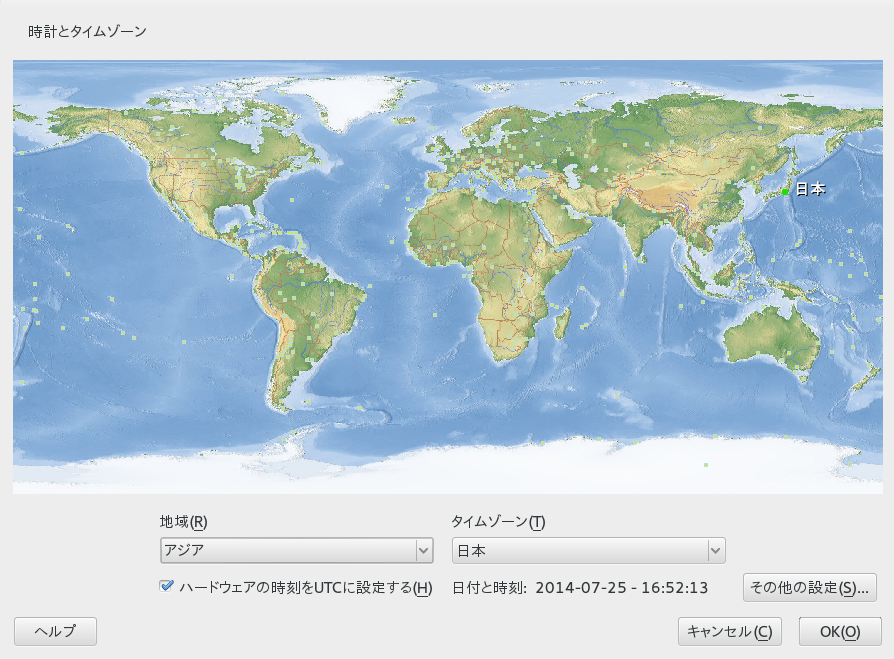 時計とタイムゾーン
日本
地域(R)
タイムゾーン(T)
アジア
日本
ハードウェアの時刻をUTCに設定する(H)
日付と時刻: 2014-07-25 - 16:52:13
その他の設定(S)...
ヘルプ
キャンセル(C)
OK(O)